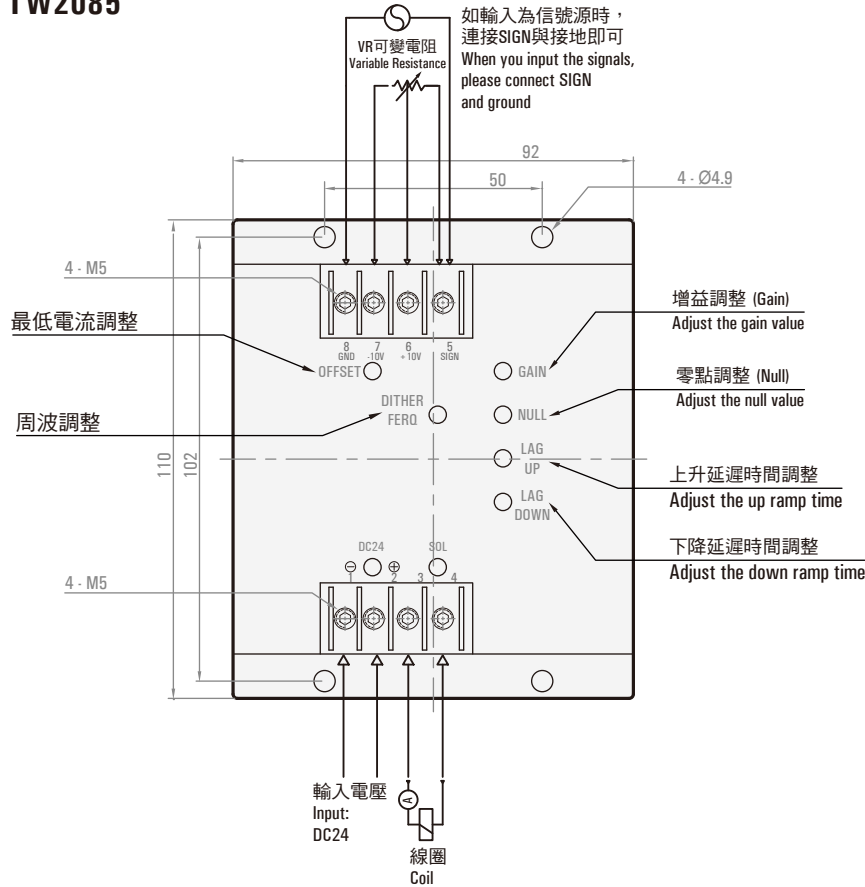 TW2085
如輸入為信號源時，
連接SIGN與接地即可
When you input the signals,
please connect SIGN
and ground
VR可變電阻
Variable Resistance
92
50
4 - Ø4.9
4 - M5
8
GND
7
-10V
6
+10V
5
SIGN
最低電流調整
OFFSET
GAIN
增益調整 (Gain)
Adjust the gain value
周波調整
DITHER
FERQ
NULL
零點調整 (Null)
Adjust the null value
110
102
LAG
UP
上升延遲時間調整
Adjust the up ramp time
LAG
DOWN
下降延遲時間調整
Adjust the down ramp time
DC24
SOL
⊖
⊕
1
2
3
4
4 - M5
輸入電壓
Input:
DC24
A
線圈
Coil